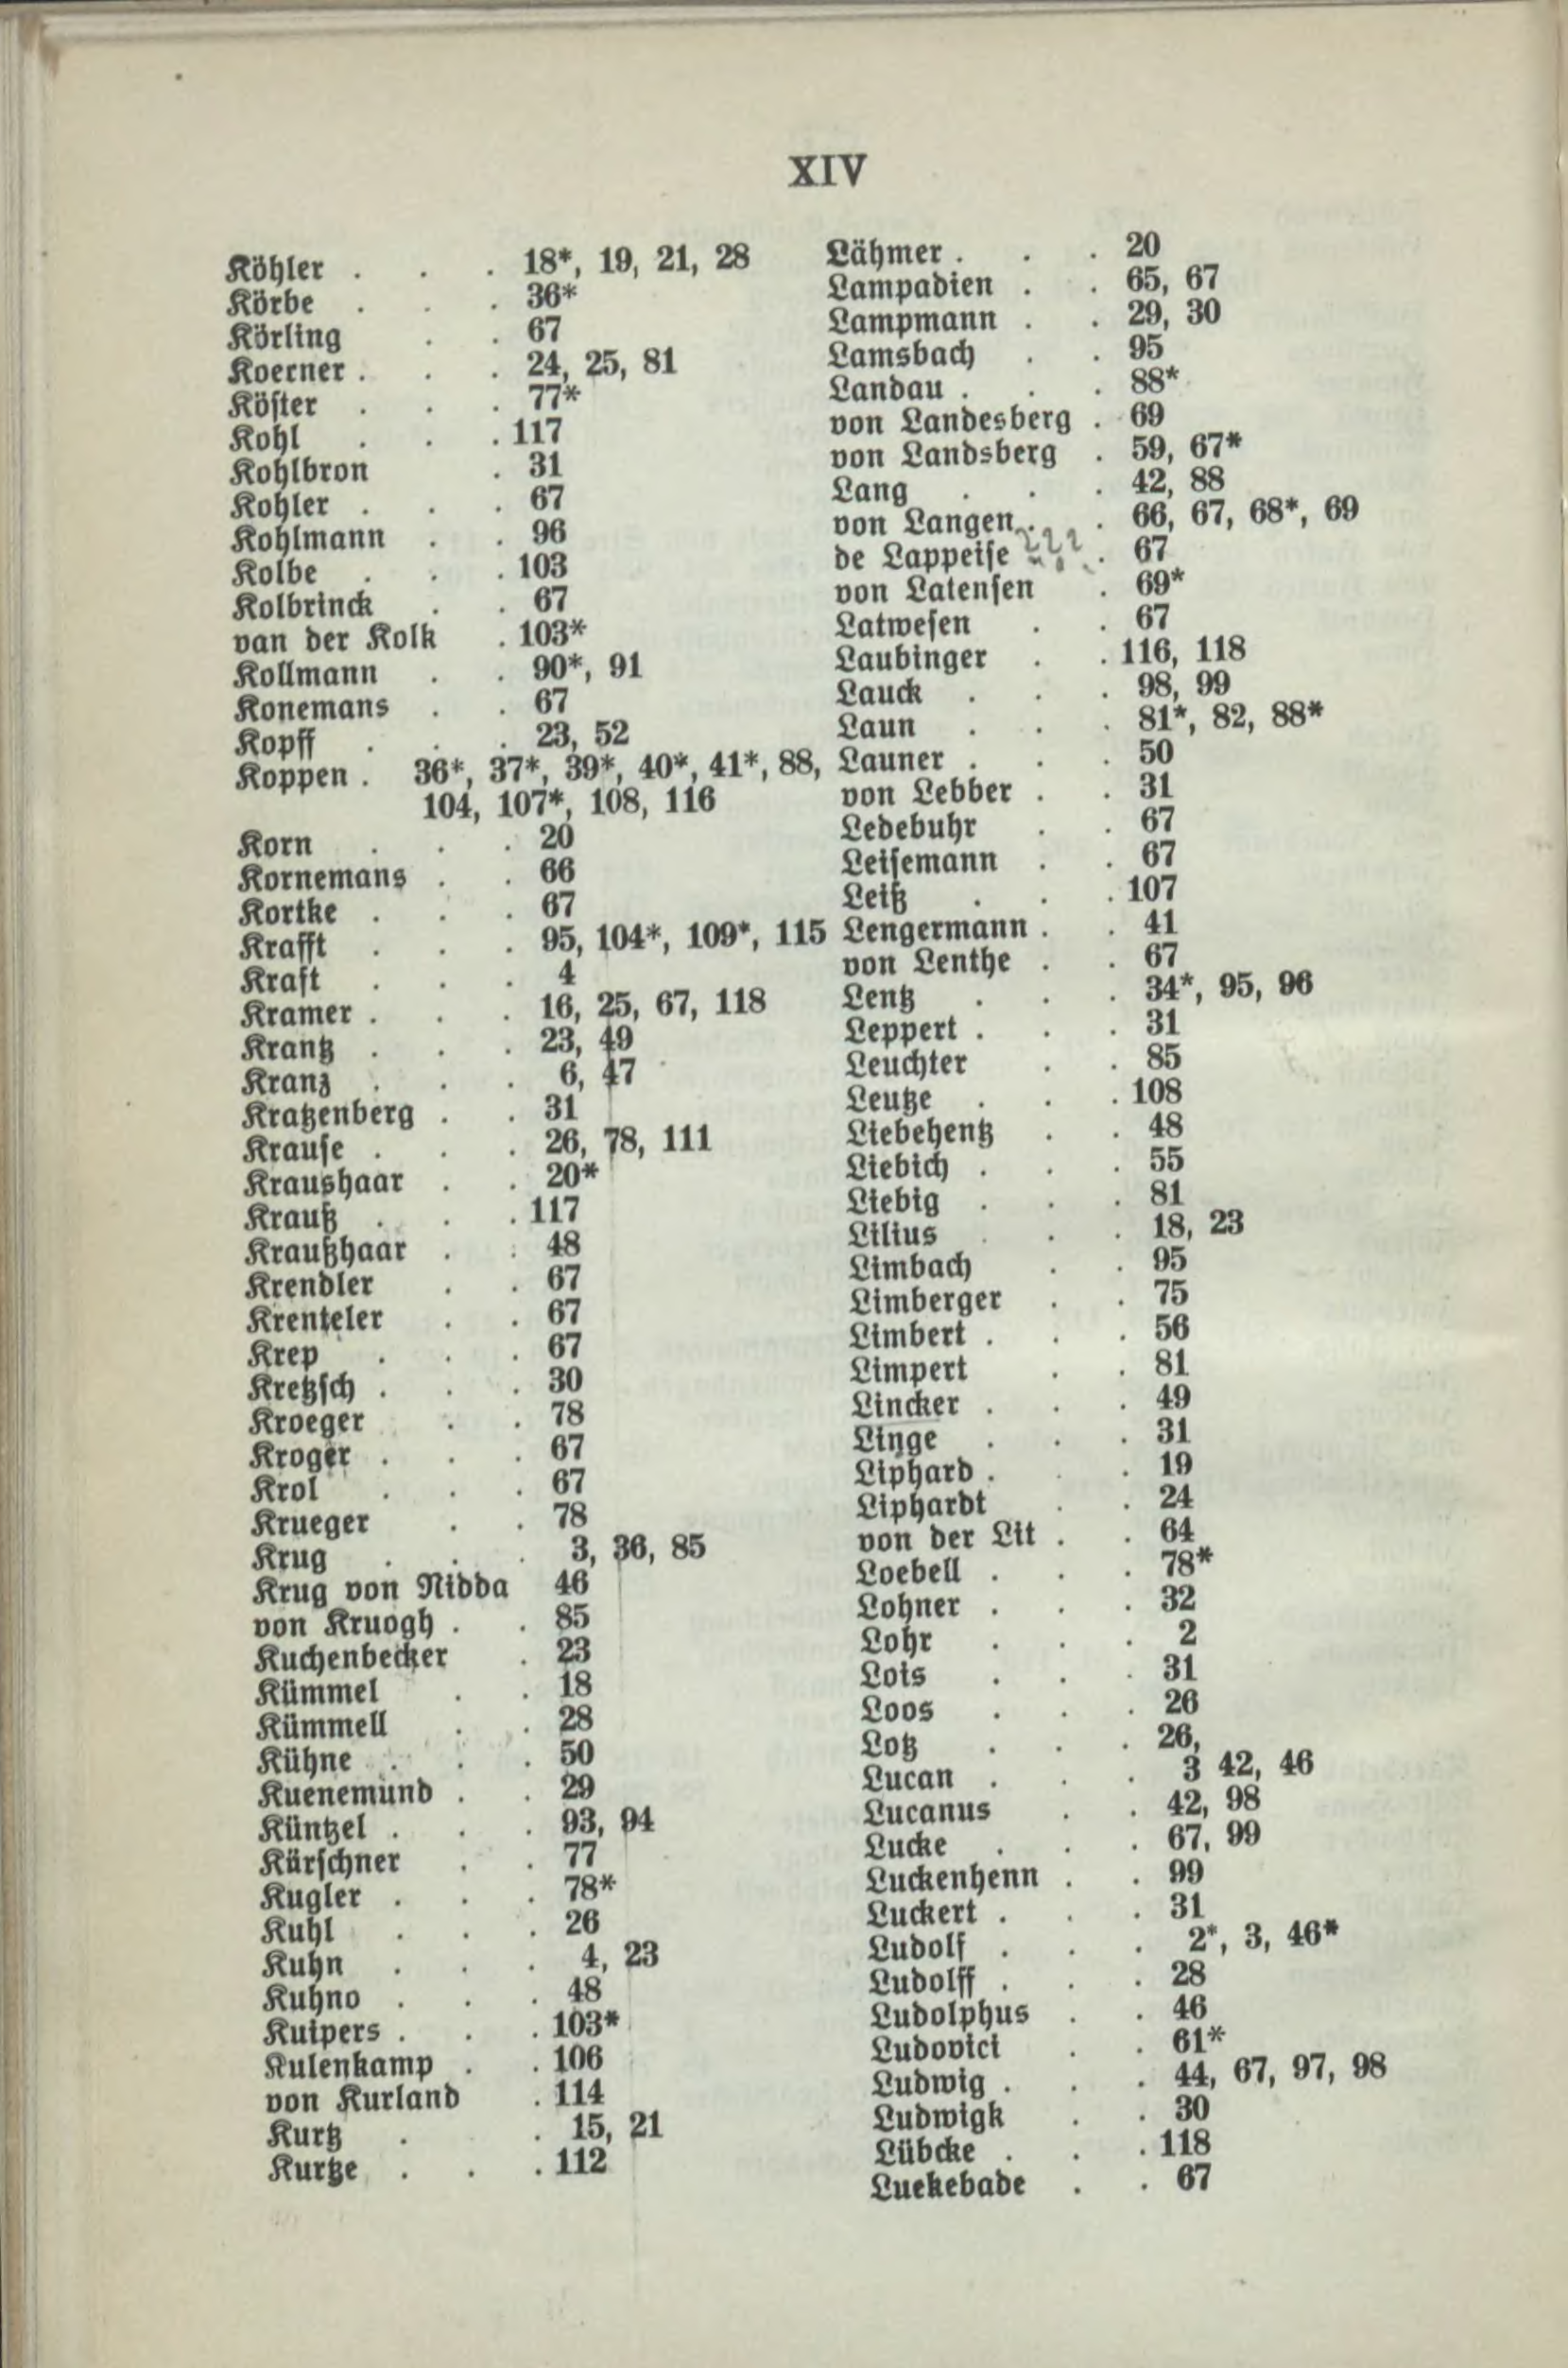 XIV
Köhler . . . 18*, 19, 21, 28
Körbe . . . 36*
Körling . . 67
Koerner . . . 24, 25, 81
Köster . . . 77*
Kohl . . . 117
Kohlbron . 31
Kohler . . . 67
Kohlmann . . 96
Kolbe . . . 103
Kolbrinck . . 67
van der Kolk . 103*
Kollmann . . 90*, 91
Konemans . . 67
Kopff . . . 23, 52
Koppen . 36*, 37*, 39*, 40*, 41*, 88,
104, 107*, 108, 116
Korn . . . 20
Kornemans . . 66
Kortke . . . 67
Krafft . . . 95, 104*, 109*, 115
Kraft . . . 4
Kramer . . . 16, 25, 67, 118
Krantz . . . 23, 49
Kranz . . . 6, 47
Kratzenberg . . 31
Krause . . . 26, 78, 111
Kraushaar . . 20*
Krauß . . . 117
Kraußhaar . . 48
Krendler . . 67
Krenteler . . 67
Krep . . . 67
Kretzsch . . . 30
Kroeger . . 78
Kroger . . . 67
Krol . . . 67
Krueger . . 78
Krug . . . 3, 36, 85
Krug von Nidda 46
von Kruogh . . 85
Kuchenbecker . 23
Kümmel . . 18
Kümmell . . 28
Kühne . . . 50
Kuenemund . . 29
Küntzel . . . 93, 94
Kürschner . . 77
Kugler . . . 78*
Kuhl . . . 26
Kuhn . . . 4, 23
Kuhno . . . 48
Kuipers . . . 103*
Kulenkamp . . 106
von Kurland . 114
Kurtz . . 15, 21
Kurtze . . . 112
Lähmer . . . 20
Lampadien . . 65, 67
Lampmann . . 29, 30
Lamsbach . . 95
Landau . . . 88*
von Landesberg . 69
von Landsberg . 59, 67*
Lang . . . 42, 88
von Langen . . 66, 67, 68*, 69
de Lappeise ??? . 67
von Latensen . 69*
Latwesen . . 67
Laubinger . . 116, 118
Lauck . . . 98, 99
Laun . . . 81*, 82, 88*
Launer . . . 50
von Lebber . . 31
Ledebuhr . . 67
Leisemann . . 67
Leiß . . . 107
Lengermann . . 41
von Lenthe . . 67
Lentz . . . 34*, 95, 96
Leppert . . . 31
Leuchter . . 85
Leutze . . . 108
Liebehentz . . 48
Liebich . . . 55
Liebig . . . 81
Lilius . . 18, 23
Limbach . . 95
Limberger . . 75
Limbert . . . 56
Limpert . . 81
Lincker . . . 49
Linge . . . 31
Liphard . . 19
Liphardt . . 24
von der Lit . . 64
Loebell . . . 78*
Lohner . . . 32
Lohr . . . 2
Lois . . . 31
Loos . . . 26
Lotz . . . 26,
Lucan . . . 3 42, 46
Lucanus . . 42, 98
Lucke . . . 67, 99
Luckenhenn . . 99
Luckert . . . 31
Ludolf . . . 2*, 3, 46*
Ludolff . . . 28
Ludolphus . . 46
Ludovici . . 61*
Ludwig . . . 44, 67, 97, 98
Ludwigk . . 30
Lübcke . . . 118
Luekebade . . 67